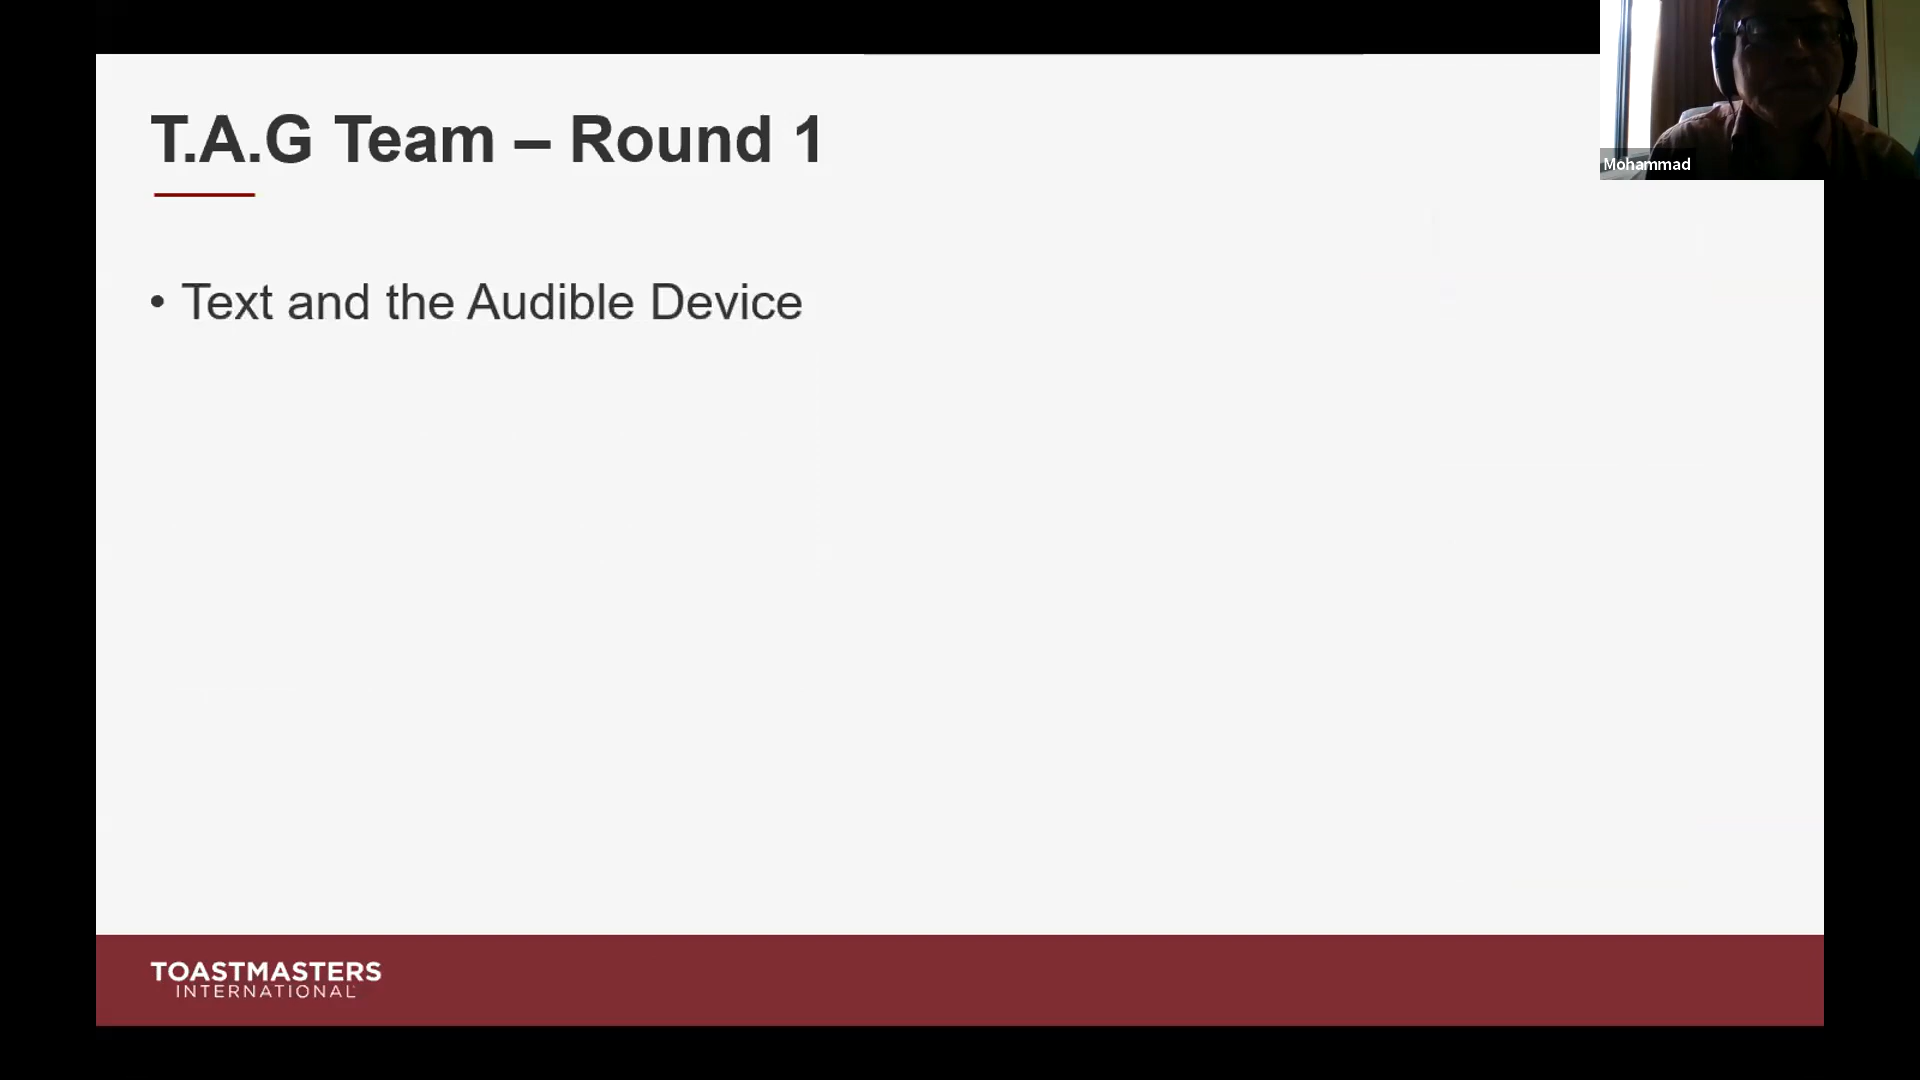 T.A.G Team – Round 1
• Text and the Audible Device
Mohammad
TOASTMASTERS
INTERNATIONAL